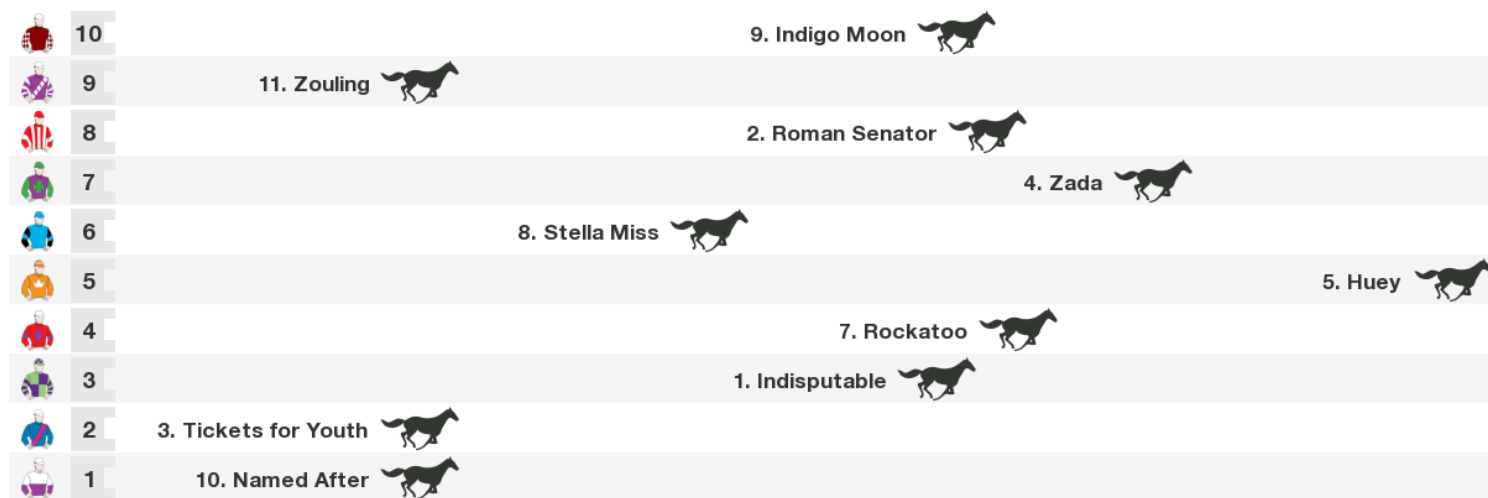 10 9. Indigo Moon
9 11. Zouling
8 2. Roman Senator
7 4. Zada
6 8. Stella Miss
5 5. Huey
4 7. Rockatoo
3 1. Indisputable
2 3. Tickets for Youth
1 10. Named After